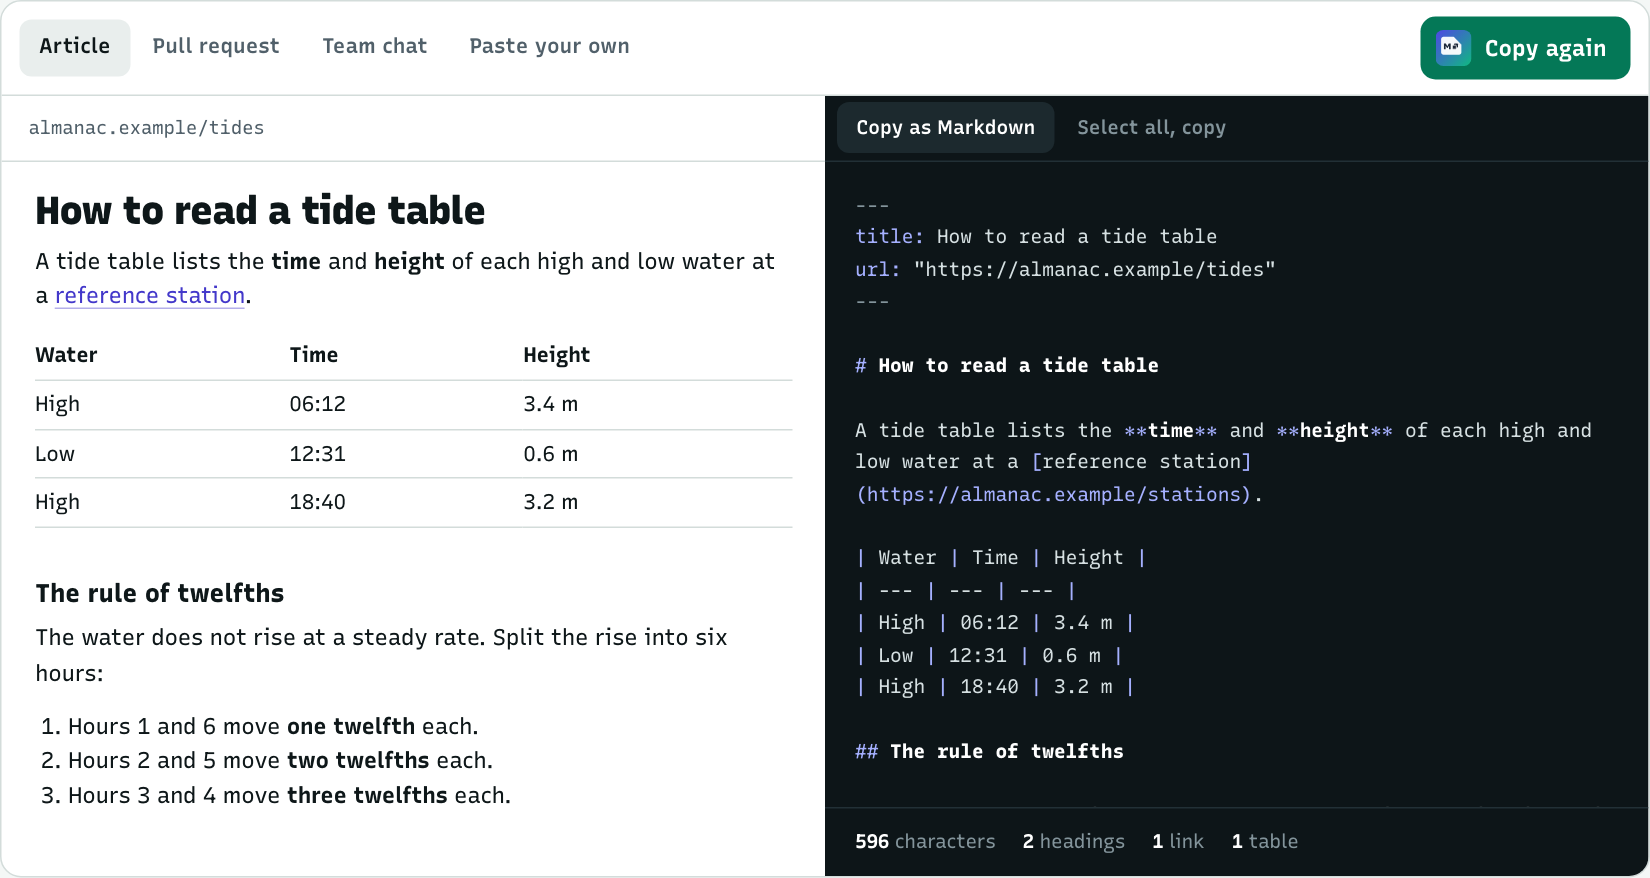 Article Pull request Team chat Paste your own
M Copy again
almanac.example/tides
How to read a tide table
A tide table lists the time and height of each high and low water at
a reference station.
Water Time Height
High 06:12 3.4 m
Low 12:31 0.6 m
High 18:40 3.2 m
The rule of twelfths
The water does not rise at a steady rate. Split the rise into six
hours:
1. Hours 1 and 6 move one twelfth each.
2. Hours 2 and 5 move two twelfths each.
3. Hours 3 and 4 move three twelfths each.
Copy as Markdown Select all, copy
---
title: How to read a tide table
url: "https://almanac.example/tides"
---
# How to read a tide table
A tide table lists the **time** and **height** of each high and
low water at a [reference station]
(https://almanac.example/stations).
| Water | Time | Height |
| --- | --- | --- |
| High | 06:12 | 3.4 m |
| Low | 12:31 | 0.6 m |
| High | 18:40 | 3.2 m |
## The rule of twelfths
596 characters 2 headings 1 link 1 table